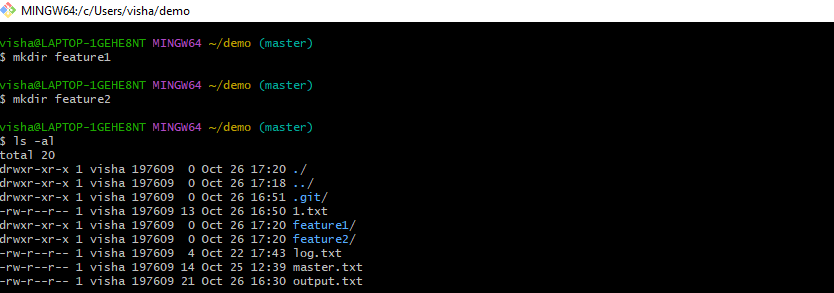 MINGW64:/c/Users/visha/demo
visha@LAPTOP-1GEHE8NT MINGW64 ~/demo (master)
$ mkdir feature1
visha@LAPTOP-1GEHE8NT MINGW64 ~/demo (master)
$ mkdir feature2
visha@LAPTOP-1GEHE8NT MINGW64 ~/demo (master)
$ ls -al
total 20
drwxr-xr-x 1 visha 197609  0 Oct 26 17:20 ./
drwxr-xr-x 1 visha 197609  0 Oct 26 17:18 ../
drwxr-xr-x 1 visha 197609  0 Oct 26 16:51 .git/
-rw-r--r-- 1 visha 197609 13 Oct 26 16:50 1.txt
drwxr-xr-x 1 visha 197609  0 Oct 26 17:20 feature1/
drwxr-xr-x 1 visha 197609  0 Oct 26 17:20 feature2/
-rw-r--r-- 1 visha 197609  4 Oct 22 17:43 log.txt
-rw-r--r-- 1 visha 197609 14 Oct 25 12:39 master.txt
-rw-r--r-- 1 visha 197609 21 Oct 26 16:30 output.txt